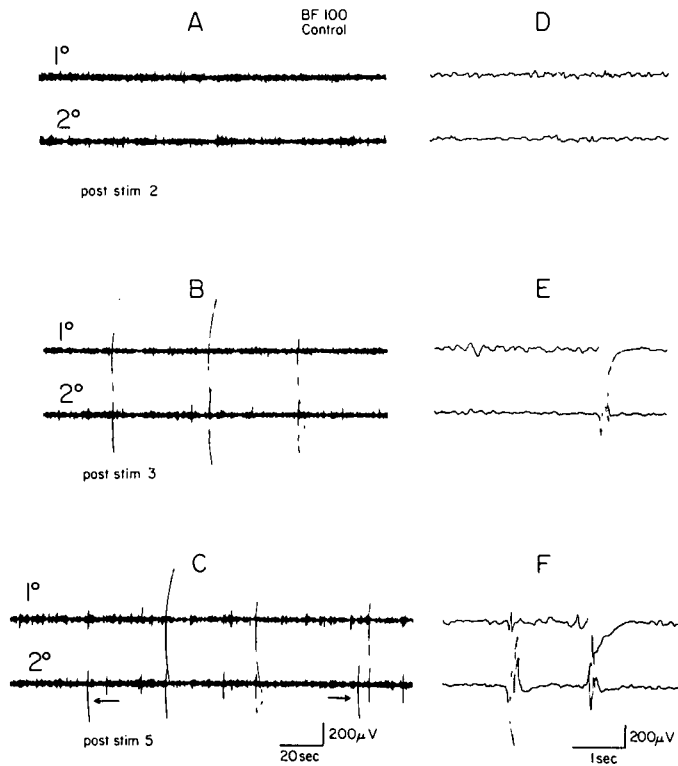 A
BF 100
Control
D
1°
2°
post stim 2
B
E
1°
2°
post stim 3
C
F
1°
2°
post stim 5
20sec
200μV
1sec
200μV